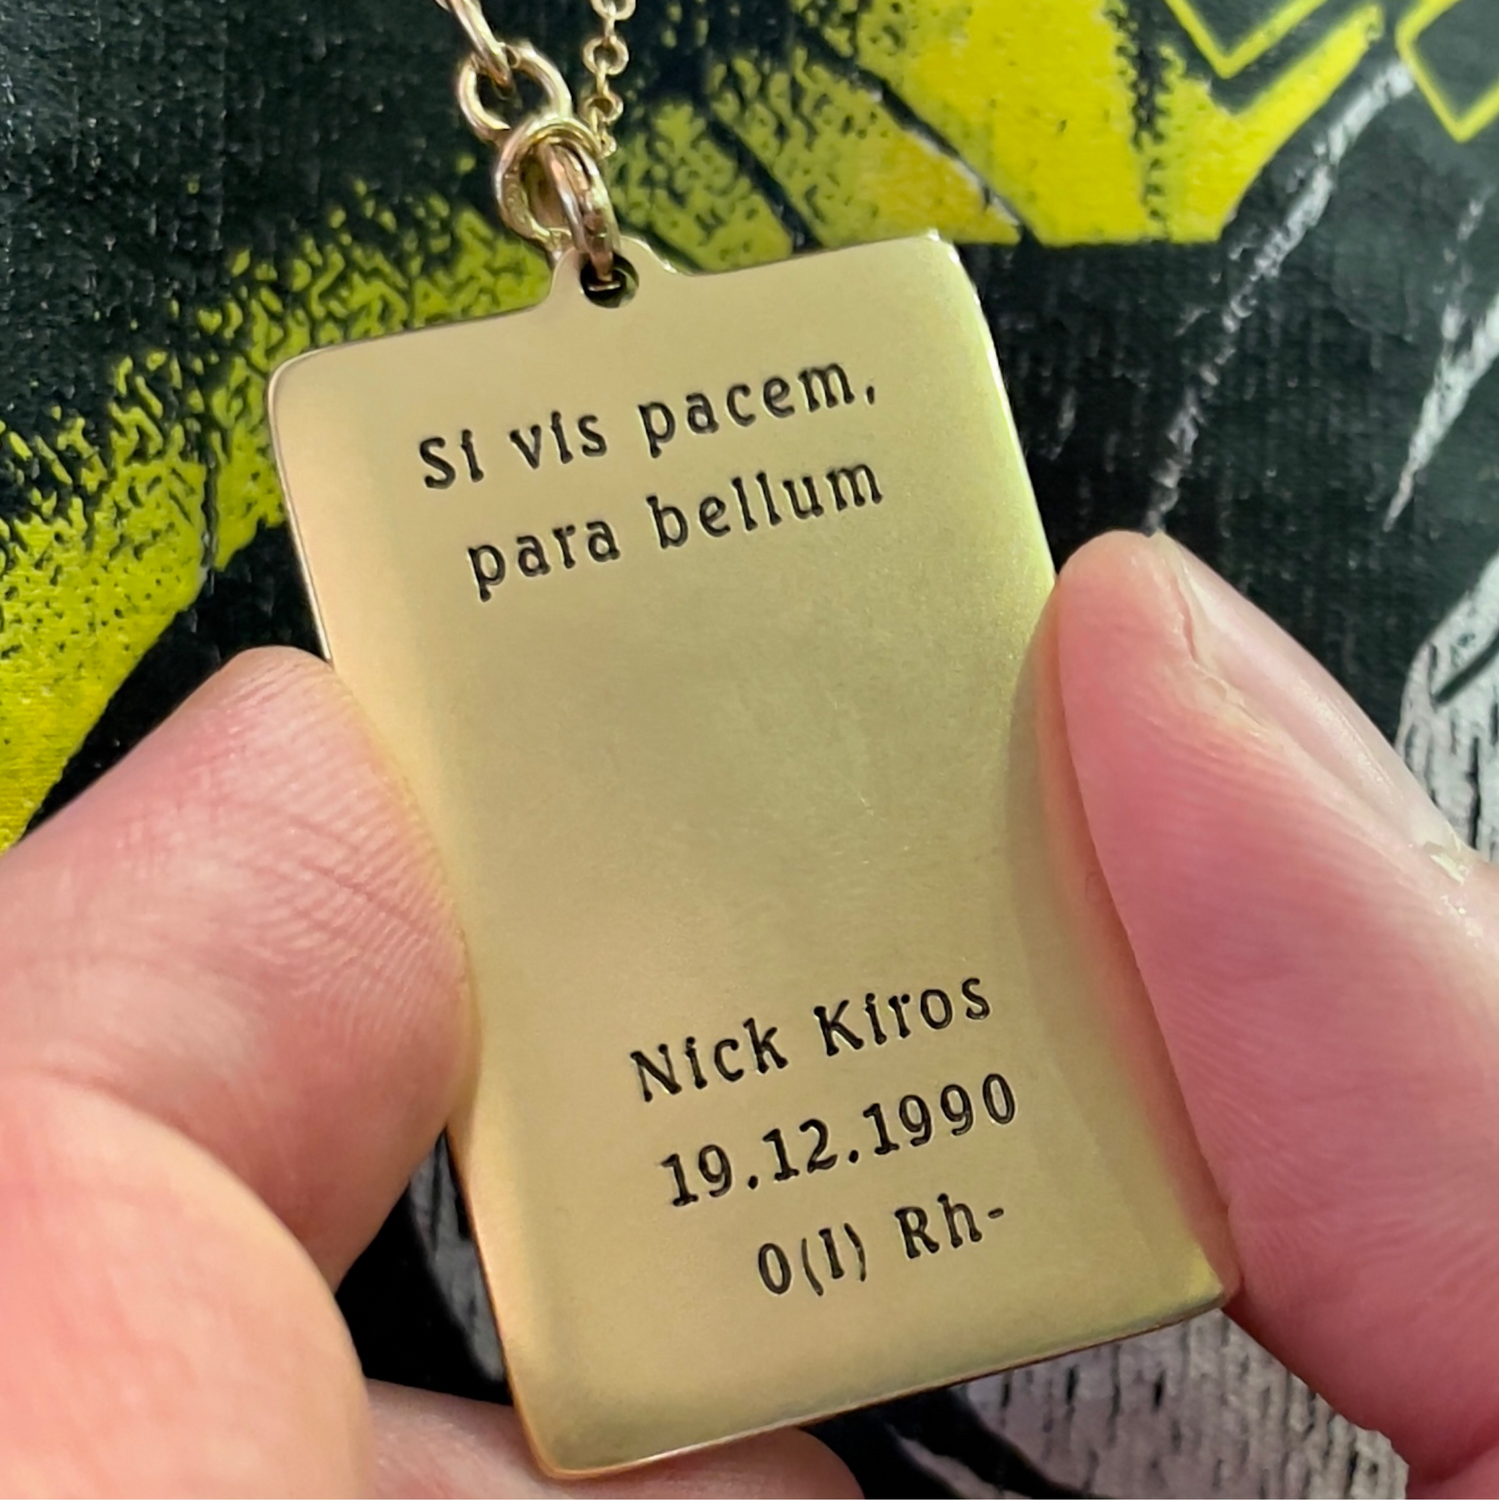 Si vis pacem,
para bellum
Nick Kiros
19.12.1990
0(I) Rh-